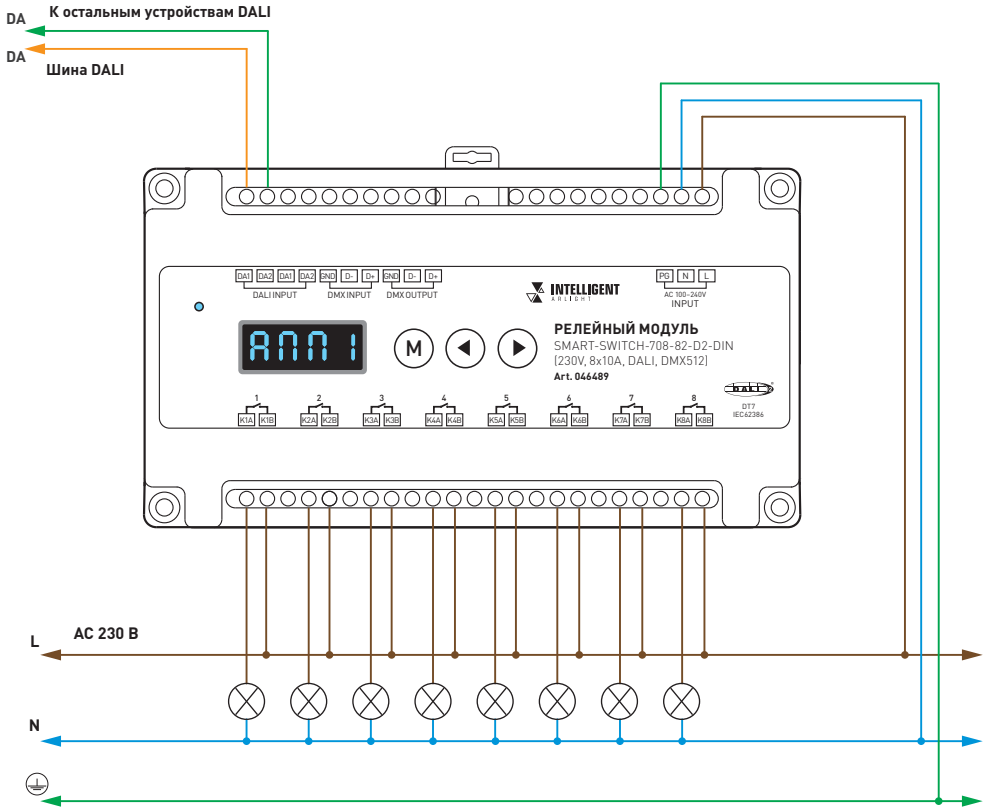 DA
К остальным устройствам DALI
DA
Шина DALI
DA1 DA2 DA1 DA2 GND D- D+ GND D- D+
DALI INPUT DMX INPUT DMX OUTPUT
INTELLIGENT
ARLIGHT
PG N L
AC 100-240V
INPUT
АПП1
M
РЕЛЕЙНЫЙ МОДУЛЬ
SMART-SWITCH-708-82-D2-DIN
(230V, 8x10A, DALI, DMX512)
Art. 046489
DALI
DT7
IEC62386
1 2 3 4 5 6 7 8
K1A K1B K2A K2B K3A K3B K4A K4B K5A K5B K6A K6B K7A K7B K8A K8B
L
AC 230 В
N